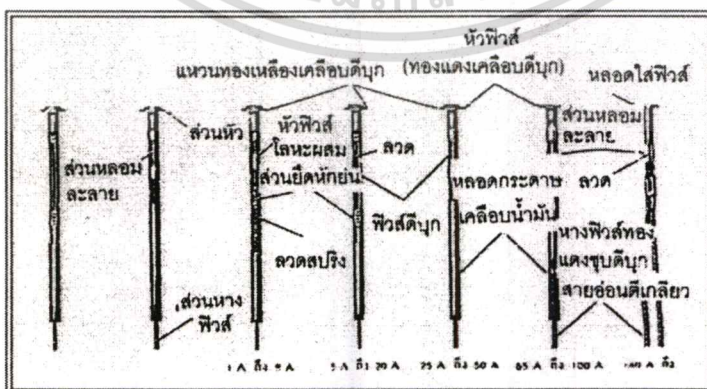 หัวฟิวส์
(ทองแดงเคลือบดีบุก)
แหวนทองเหลืองเคลือบดีบุก
หลอดใส่ฟิวส์
ส่วนหัว
หัวฟิวส์
โลหะผสม
ลวด
ส่วนหลอม
ละลาย
ส่วนหลอม
ละลาย
ส่วนยึดหักย่น
หลอดกระดาษ
เคลือบน้ำมัน
ลวด
ฟิวส์ดีบุก
ลวดสปริง
หางฟิวส์ทอง
แดงชุบดีบุก
สายอ่อนตีเกลียว
ส่วนหาง
ฟิวส์
5 A ถึง 20 A
25 A ถึง 50 A
65 A ถึง 100 A